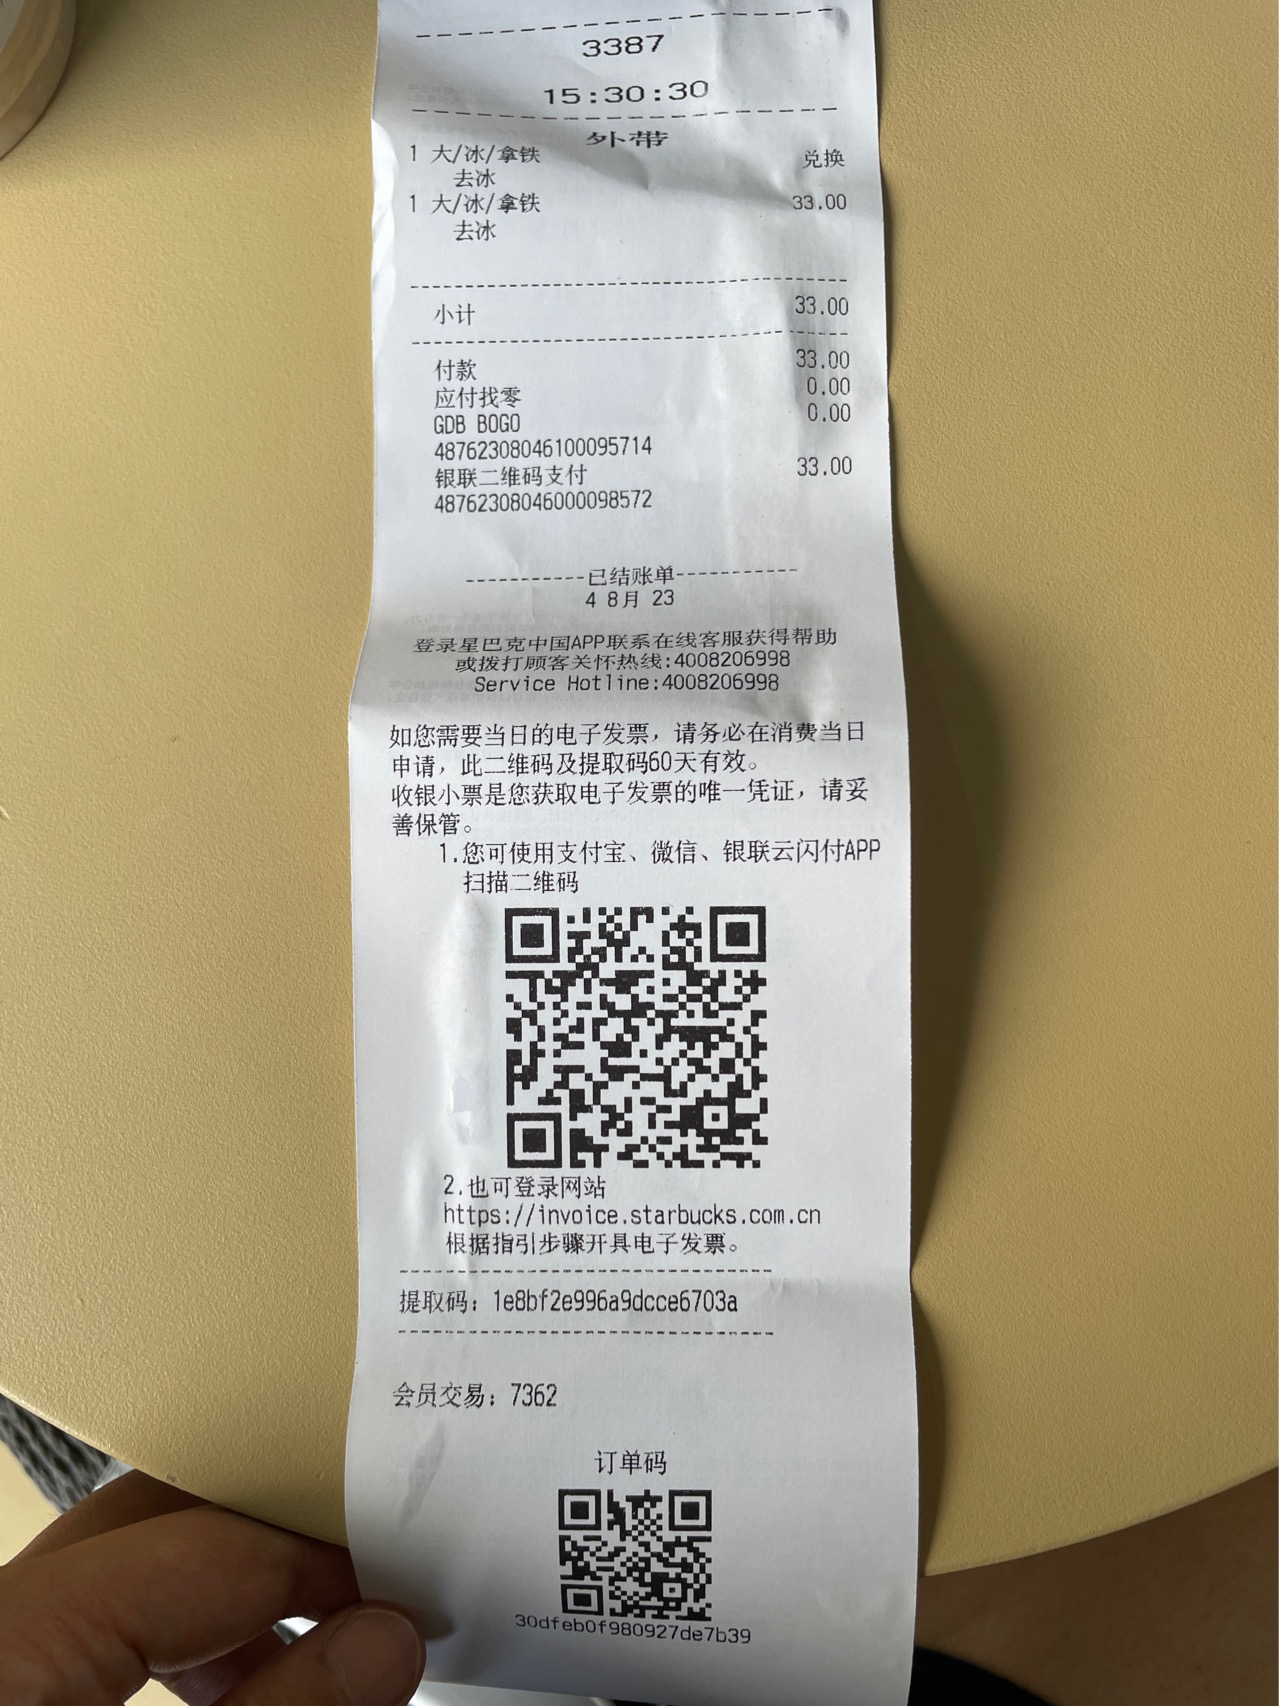 3387
15:30:30
外带
1 大/冰/拿铁 兑换
去冰
1 大/冰/拿铁 33.00
去冰
小计 33.00
付款 33.00
应付找零 0.00
GDB BOGO 0.00
48762308046100095714
银联二维码支付 33.00
48762308046000098572
-----------已结账单-----------
4 8月 23
登录星巴克中国APP联系在线客服获得帮助
或拨打顾客关怀热线:4008206998
Service Hotline:4008206998
如您需要当日的电子发票，请务必在消费当日
申请，此二维码及提取码60天有效。
收银小票是您获取电子发票的唯一凭证，请妥
善保管。
1.您可使用支付宝、微信、银联云闪付APP
扫描二维码
2.也可登录网站
https://invoice.starbucks.com.cn
根据指引步骤开具电子发票。
提取码：1e8bf2e996a9dcce6703a
会员交易：7362
订单码
30dfeb0f980927de7b39